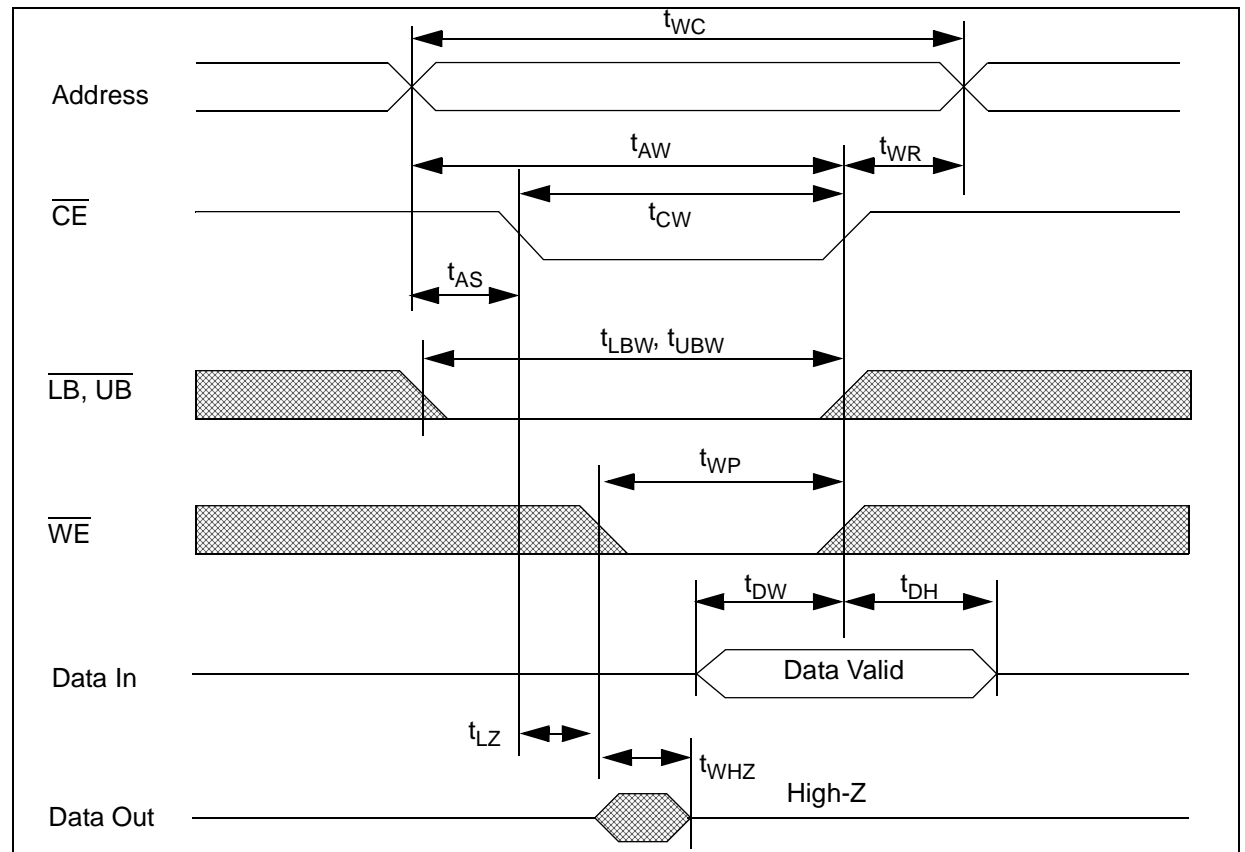 tWC
Address
tAW
tWR
CE
tCW
tAS
tLBW, tUBW
LB, UB
tWP
WE
tDW
tDH
Data In
Data Valid
tLZ
tWHZ
Data Out
High-Z